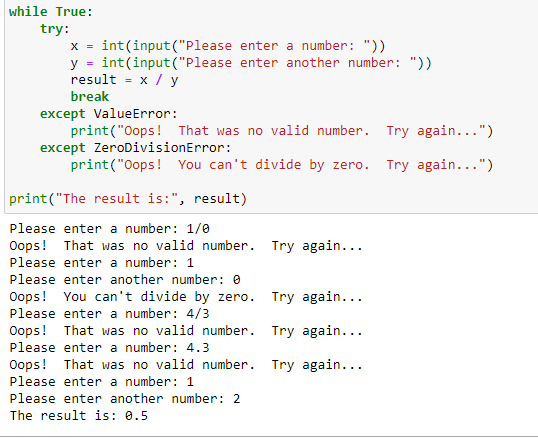 while True:
    try:
        x = int(input("Please enter a number: "))
        y = int(input("Please enter another number: "))
        result = x / y
        break
    except ValueError:
        print("Oops!  That was no valid number.  Try again...")
    except ZeroDivisionError:
        print("Oops!  You can't divide by zero.  Try again...")

print("The result is:", result)
Please enter a number: 1/0
Oops!  That was no valid number.  Try again...
Please enter a number: 1
Please enter another number: 0
Oops!  You can't divide by zero.  Try again...
Please enter a number: 4/3
Oops!  That was no valid number.  Try again...
Please enter a number: 4.3
Oops!  That was no valid number.  Try again...
Please enter a number: 1
Please enter another number: 2
The result is: 0.5